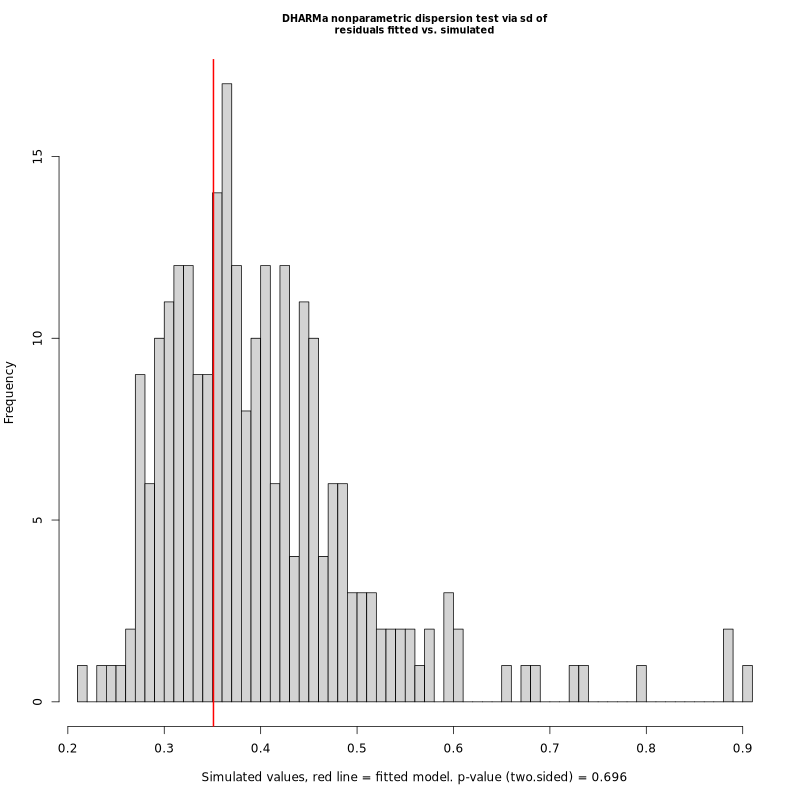 DHARMa nonparametric dispersion test via sd of
residuals fitted vs. simulated
Frequency
15
10
5
0
0.2 0.3 0.4 0.5 0.6 0.7 0.8 0.9
Simulated values, red line = fitted model. p-value (two.sided) = 0.696